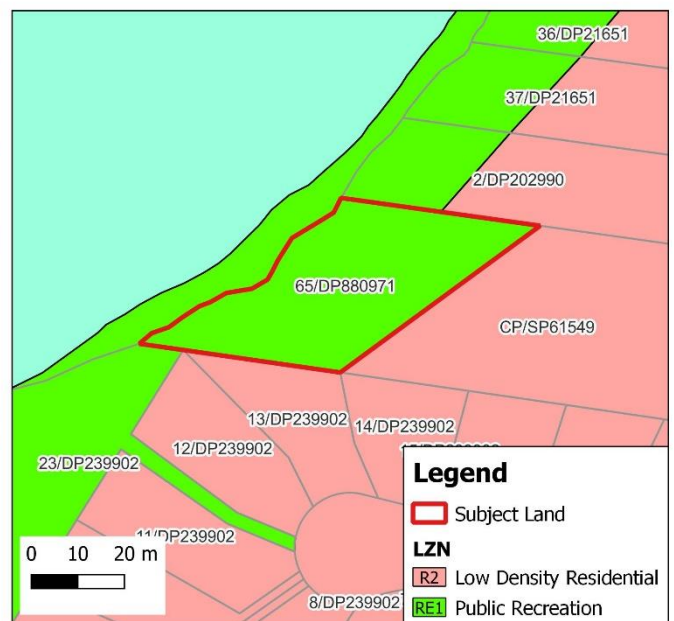 36/DP21651
37/DP21651
2/DP202990
65/DP880971
CP/SP61549
13/DP239902
14/DP239902
12/DP239902
23/DP239902
11/DP239902
8/DP239902
0 10 20 m
Legend
Subject Land
LZN
R2 Low Density Residential
RE1 Public Recreation